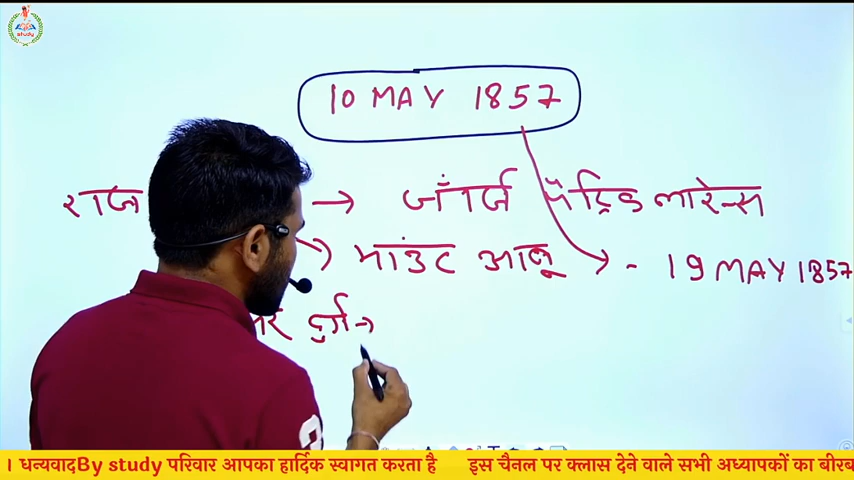 study
10 MAY 1857
राज → जॉर्ज पैट्रिक लारेन्स
→ माउंट आबू → - 19 MAY 1857
दुर्ग →
। धन्यवादBy study परिवार आपका हार्दिक स्वागत करता है इस चैनल पर क्लास देने वाले सभी अध्यापकों का बीरब